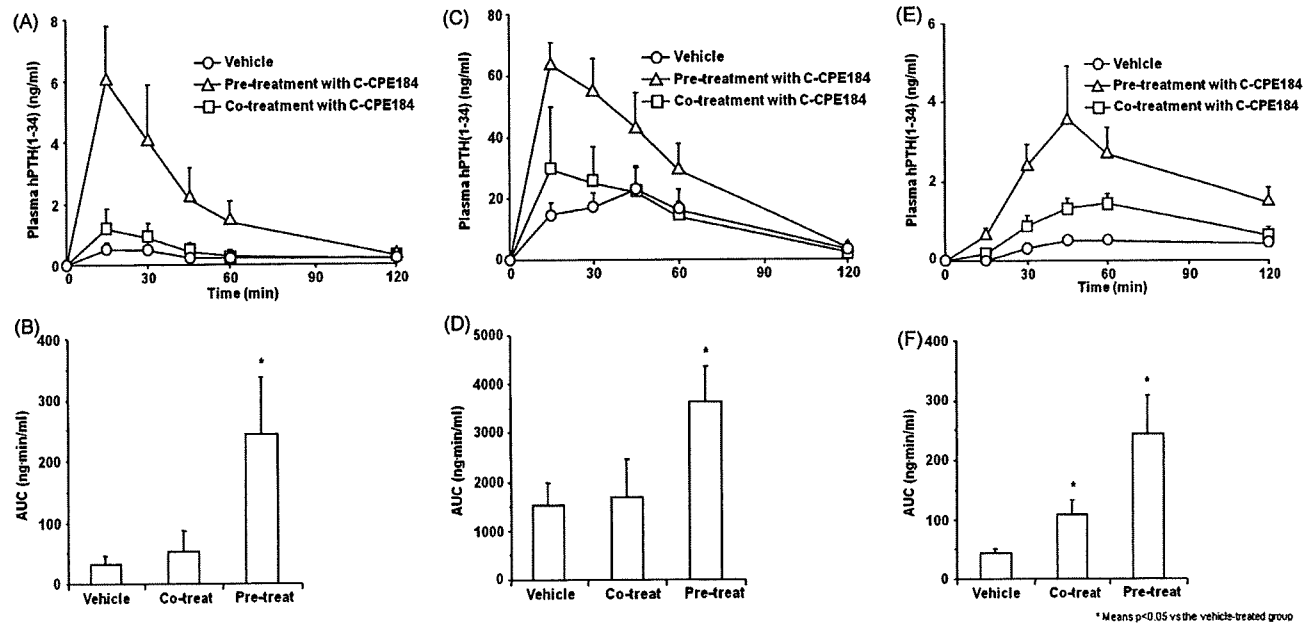 (A)
Plasma hPTH(1-34) (ng/ml)
8
6
4
2
0
Vehicle
Pre-treatment with C-CPE184
Co-treatment with C-CPE184
0 30 60 90 120
Time (min)
(C)
Plasma hPTH(1-34) (ng/ml)
80
60
40
20
0
Vehicle
Pre-treatment with C-CPE184
Co-treatment with C-CPE184
0 30 60 90 120
Time (min)
(E)
Plasma hPTH(1-34) (ng/ml)
6
4
2
0
Vehicle
Pre-treatment with C-CPE184
Co-treatment with C-CPE184
0 30 60 90 120
Time (min)
(B)
AUC (ng·min/ml)
400
300
200
100
0
*
Vehicle Co-treat Pre-treat
(D)
AUC (ng·min/ml)
5000
4000
3000
2000
1000
0
*
Vehicle Co-treat Pre-treat
(F)
AUC (ng·min/ml)
400
300
200
100
0
*
*
Vehicle Co-treat Pre-treat
* Means p<0.05 vs the vehicle-treated group